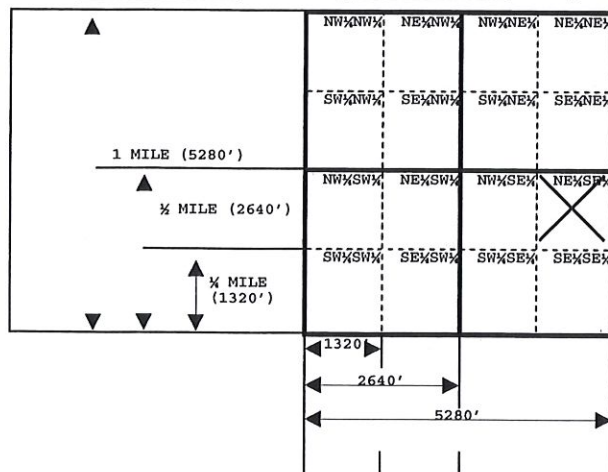 NW¼NW¼ NE¼NW¼ NW¼NE¼ NE¼NE¼
SW¼NW¼ SE¼NW¼ SW¼NE¼ SE¼NE¼
1 MILE (5280')
NW¼SW¼ NE¼SW¼ NW¼SE¼ NE¼SE¼
½ MILE (2640')
SW¼SW¼ SE¼SW¼ SW¼SE¼ SE¼SE¼
¼ MILE
(1320')
1320'
2640'
5280'